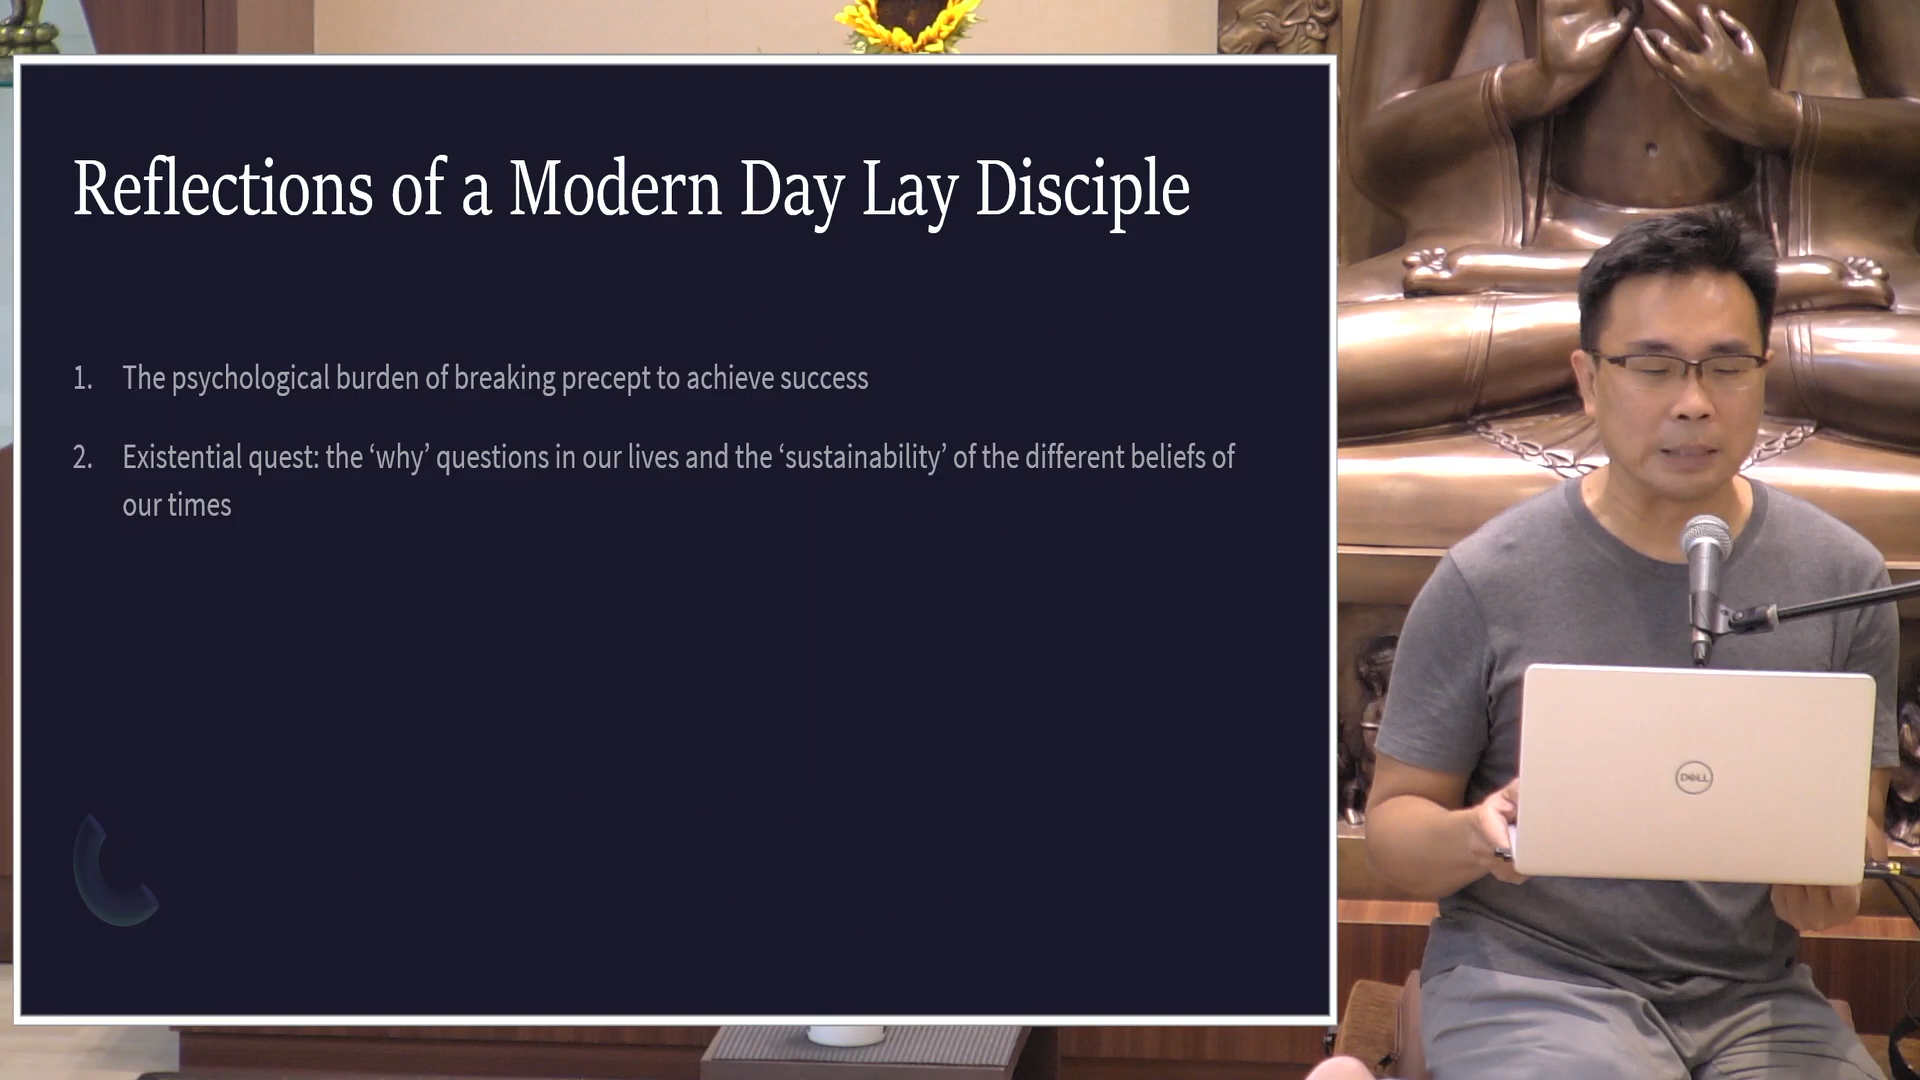 Reflections of a Modern Day Lay Disciple
1. The psychological burden of breaking precept to achieve success
2. Existential quest: the ‘why’ questions in our lives and the ‘sustainability’ of the different beliefs of
our times
DELL